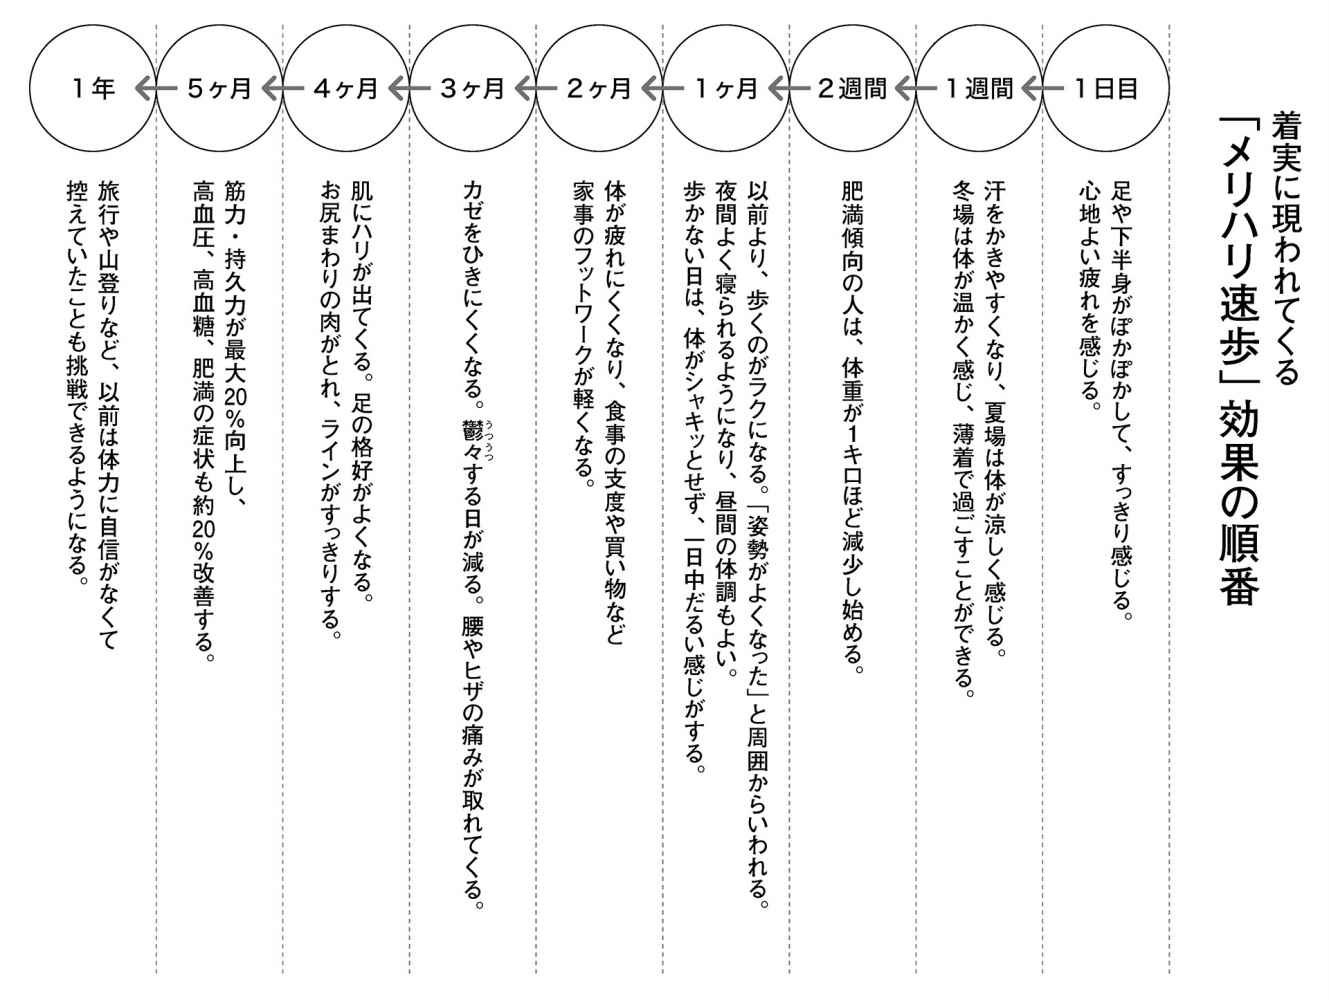 着実に現われてくる
「メリハリ速歩」効果の順番
1日目
足や下半身がぽかぽかして、すっきり感じる。
心地よい疲れを感じる。
1週間
汗をかきやすくなり、夏場は体が涼しく感じる。
冬場は体が温かく感じ、薄着で過ごすことができる。
2週間
肥満傾向の人は、体重が1キロほど減少し始める。
1ヶ月
以前より、歩くのがラクになる。「姿勢がよくなった」と周囲からいわれる。
夜間よく寝られるようになり、昼間の体調もよい。
歩かない日は、体がシャキッとせず、一日中だるい感じがする。
2ヶ月
体が疲れにくくなり、食事の支度や買い物など
家事のフットワークが軽くなる。
3ヶ月
カゼをひきにくくなる。鬱々する日が減る。腰やヒザの痛みが取れてくる。
うつうつ
4ヶ月
肌にハリが出てくる。足の格好がよくなる。
お尻まわりの肉がとれ、ラインがすっきりする。
5ヶ月
筋力・持久力が最大20%向上し、
高血圧、高血糖、肥満の症状も約20%改善する。
1年
旅行や山登りなど、以前は体力に自信がなくて
控えていたことも挑戦できるようになる。